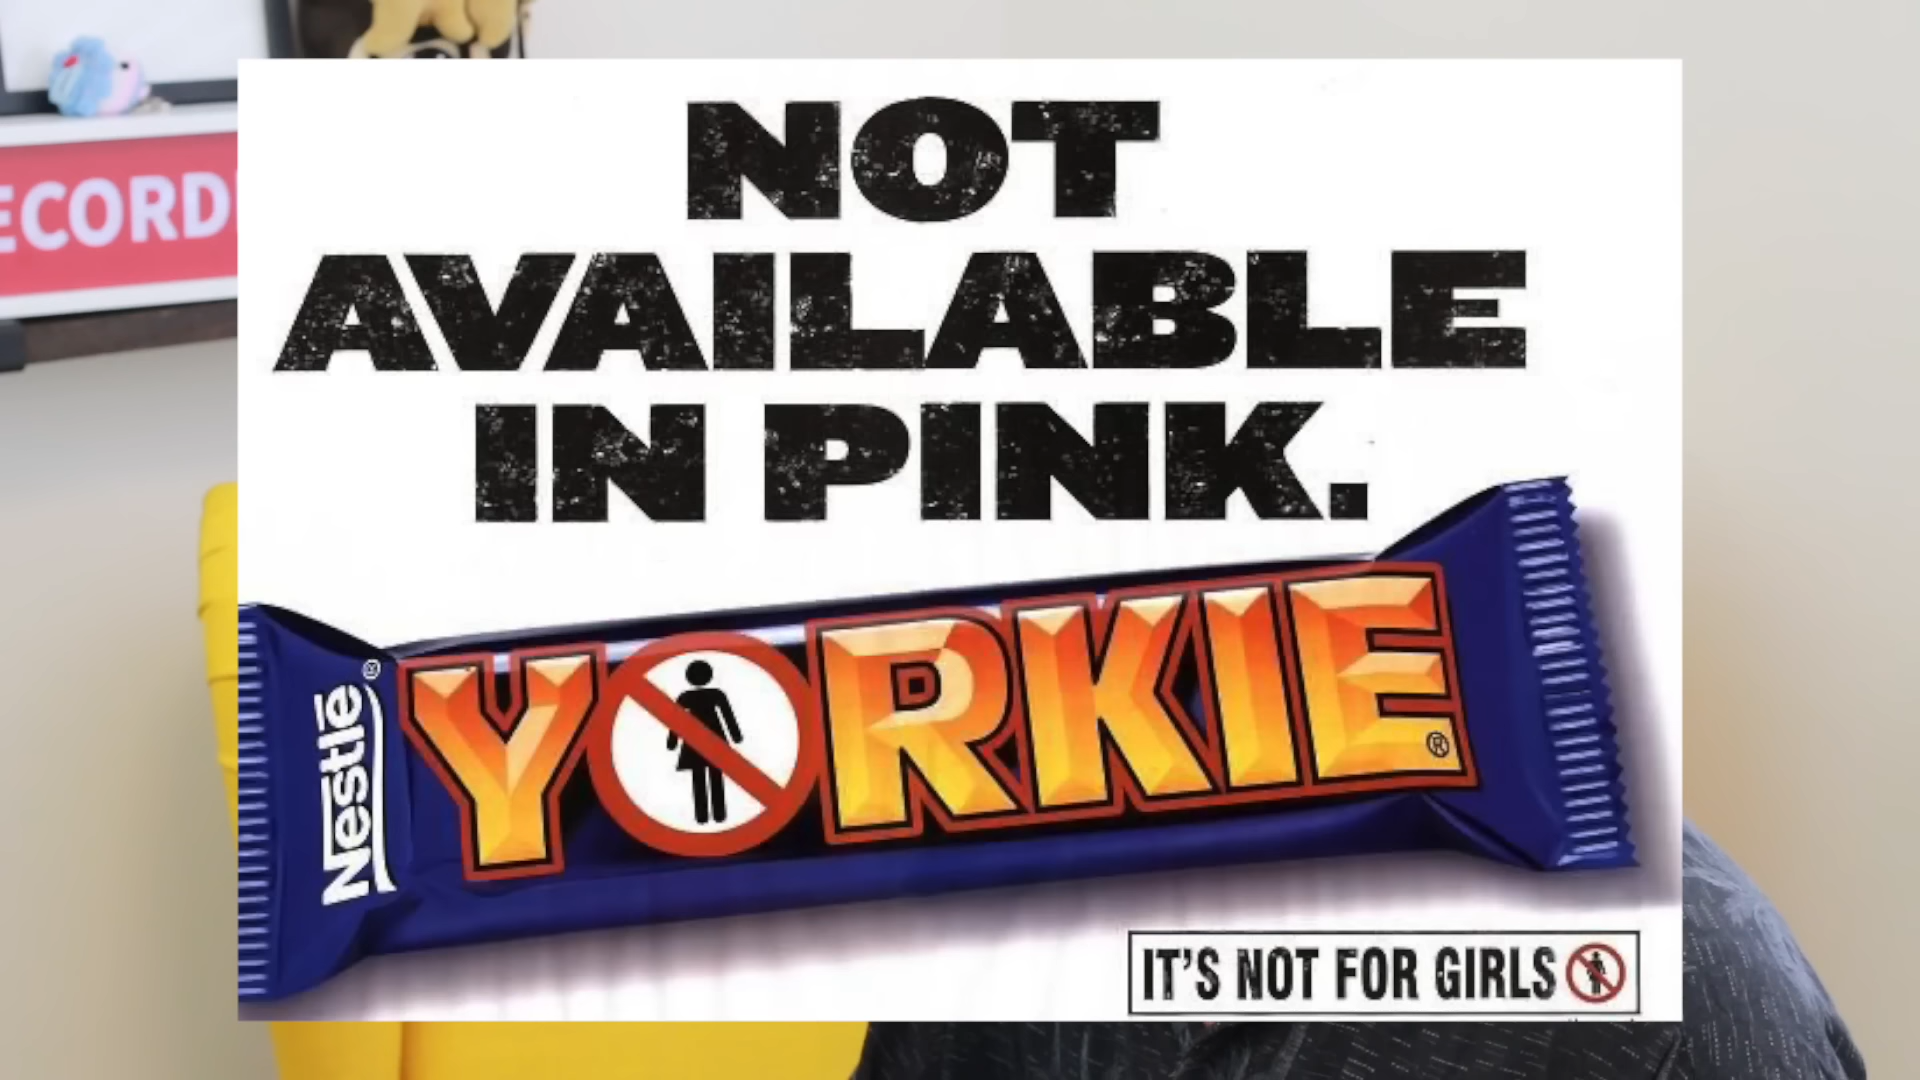 ECORD
NOT
AVAILABLE
IN PINK.
Nestlé®
YORKIE®
IT'S NOT FOR GIRLS